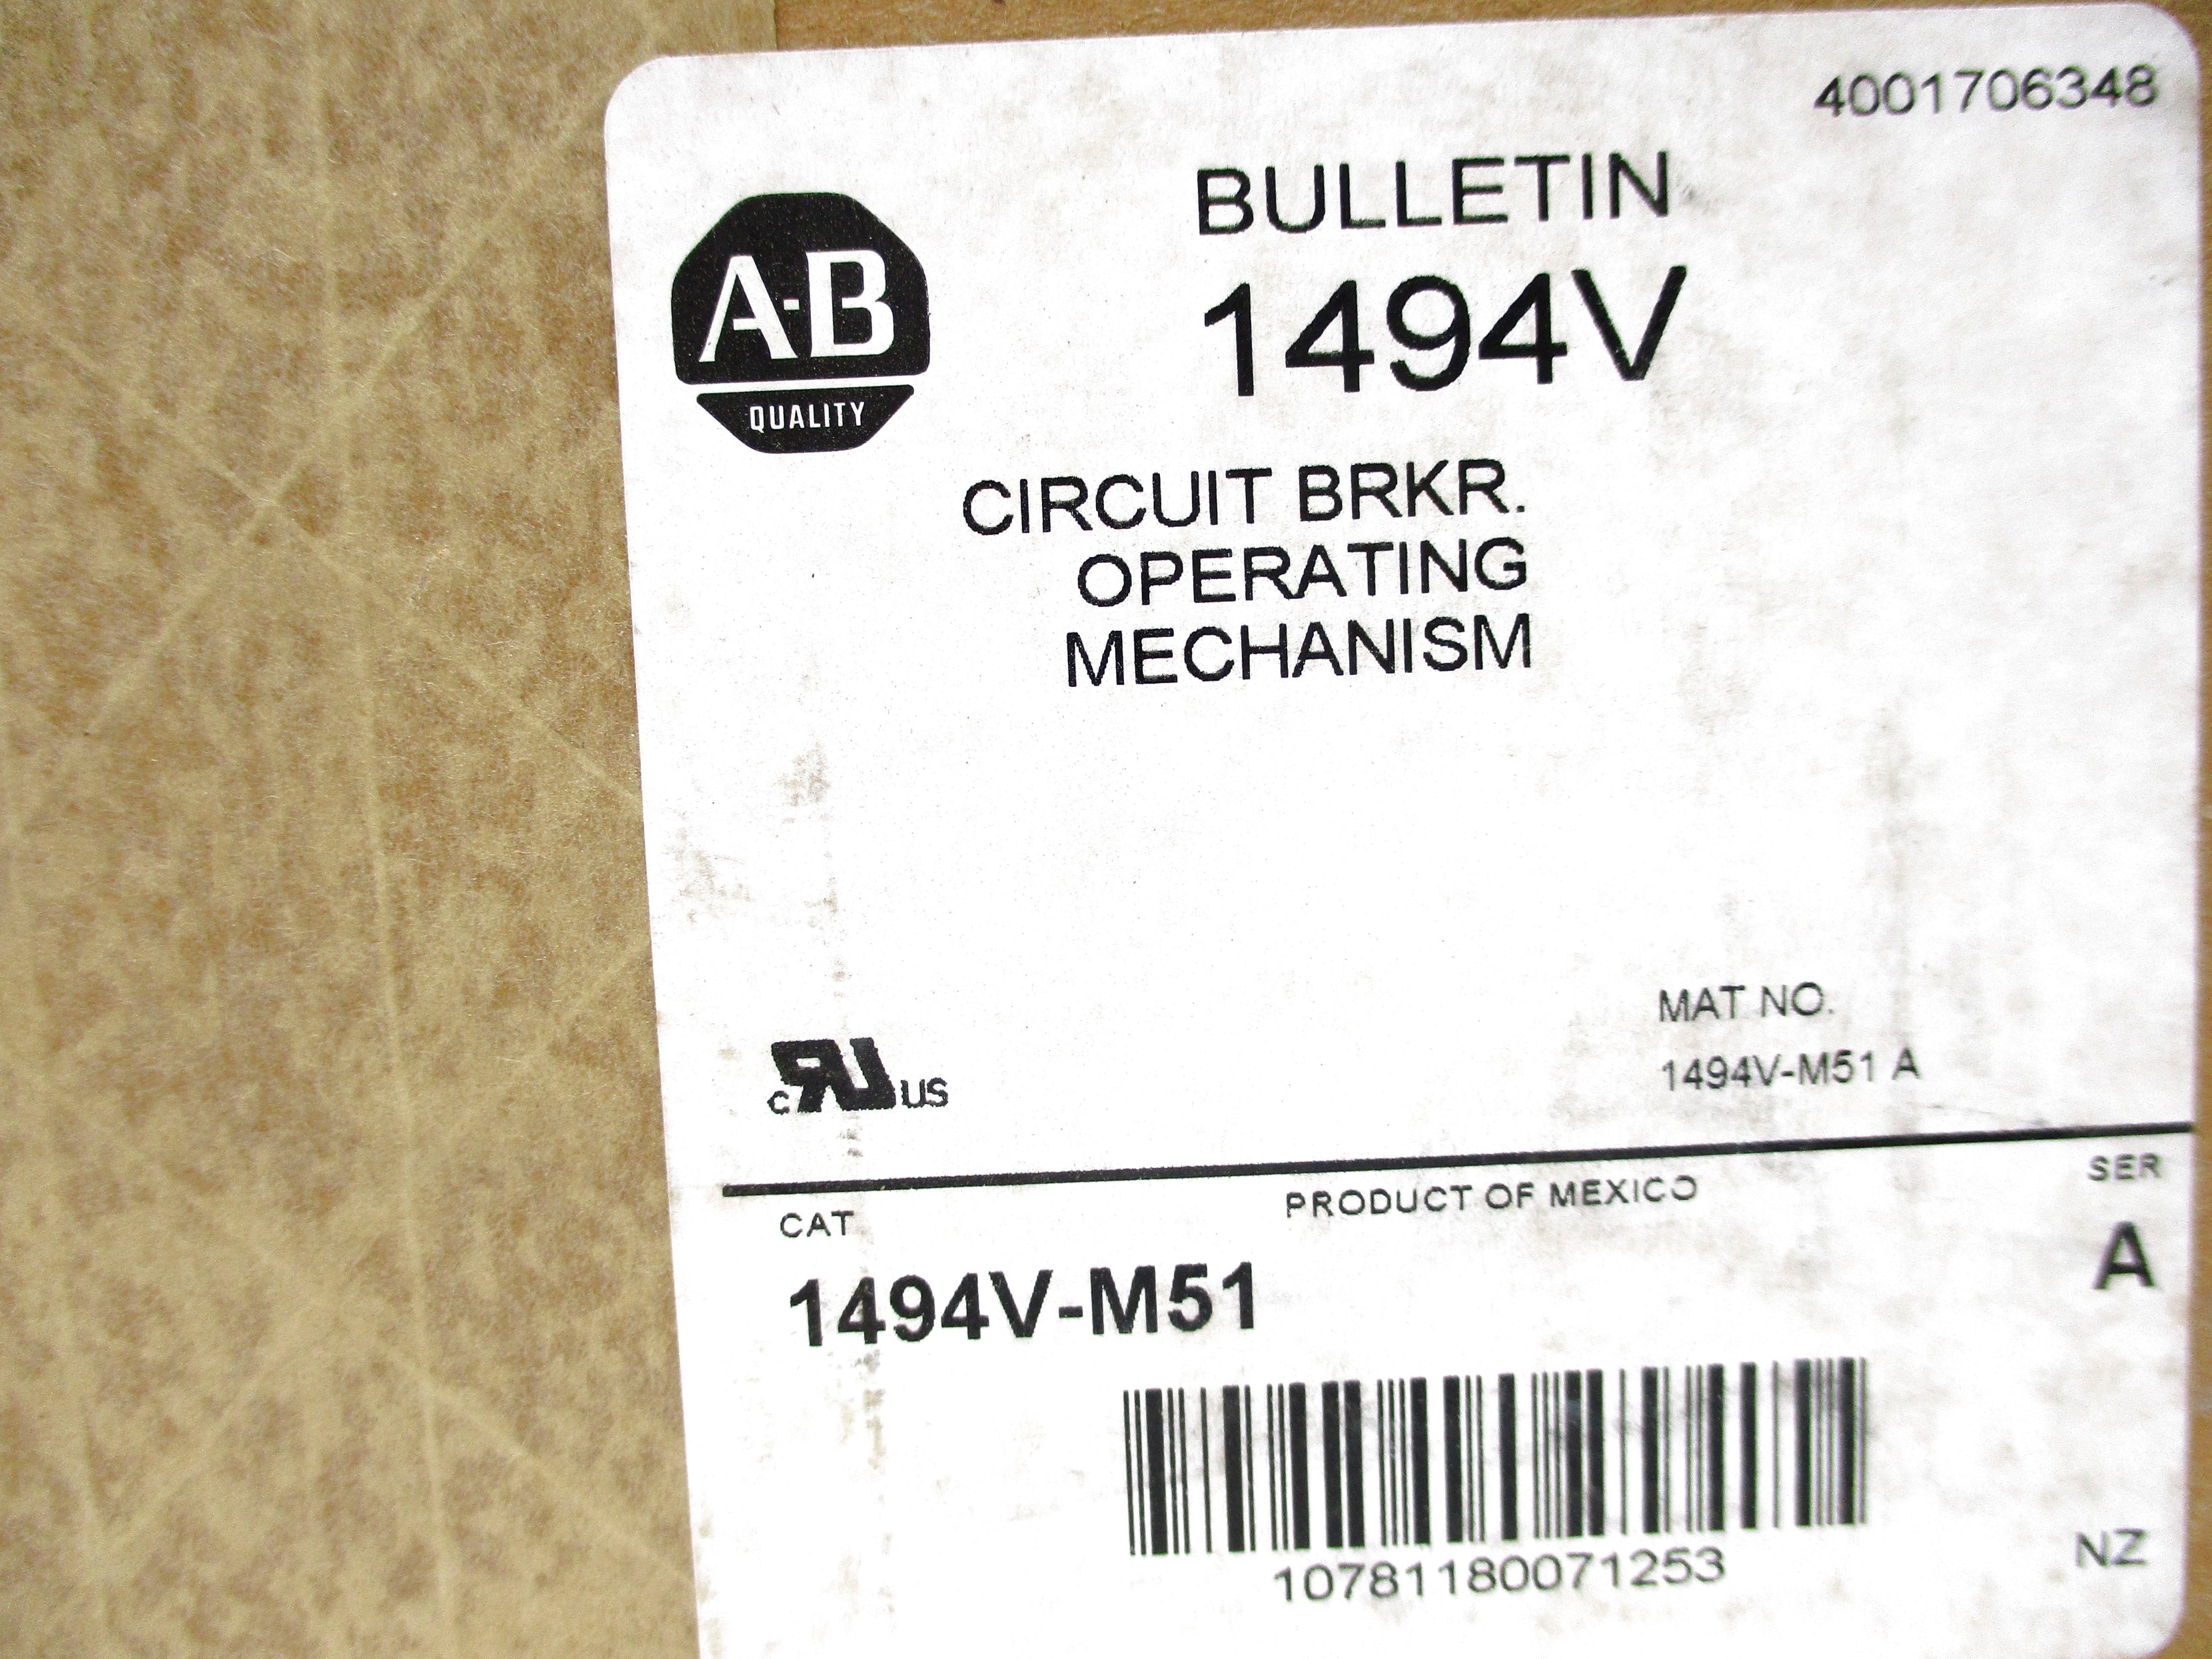 4001706348
BULLETIN
1494V
A-B
QUALITY
CIRCUIT BRKR.
OPERATING
MECHANISM
MAT NO.
1494V-M51 A
c RU US
PRODUCT OF MEXICO
SER
CAT
A
1494V-M51
10781180071253
NZ